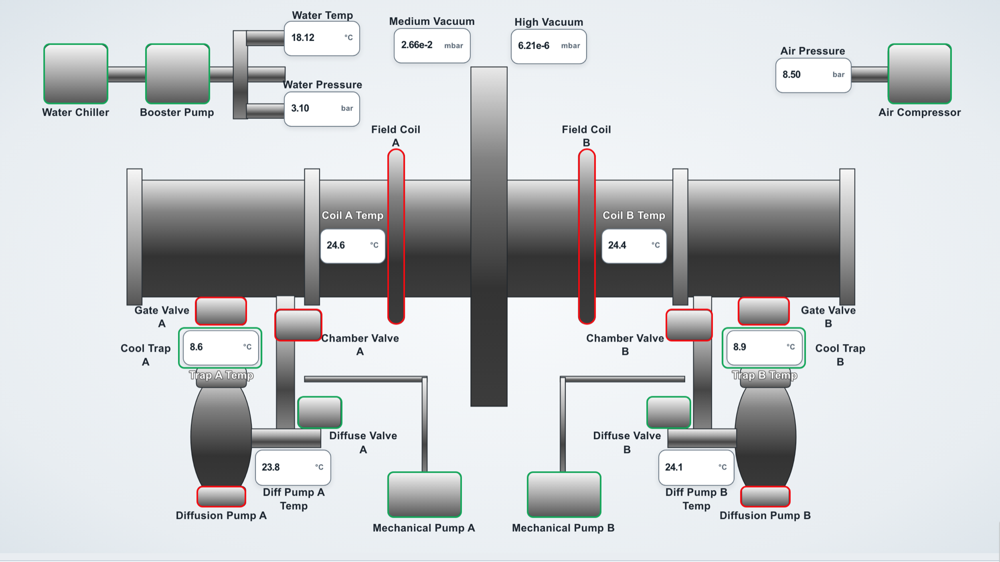 Water Temp
18.12 °C
Medium Vacuum
2.66e-2 mbar
High Vacuum
6.21e-6 mbar
Air Pressure
8.50 bar
Water Pressure
3.10 bar
Water Chiller
Booster Pump
Air Compressor
Field Coil
A
Field Coil
B
Coil A Temp
24.6 °C
Coil B Temp
24.4 °C
Gate Valve
A
Gate Valve
B
Chamber Valve
A
Chamber Valve
B
Cool Trap
A
8.6 °C
Trap A Temp
8.9 °C
Cool Trap
B
Trap B Temp
Diffuse Valve
A
Diffuse Valve
B
23.8 °C
Diff Pump A
Temp
24.1 °C
Diff Pump B
Temp
Diffusion Pump A
Mechanical Pump A
Mechanical Pump B
Diffusion Pump B